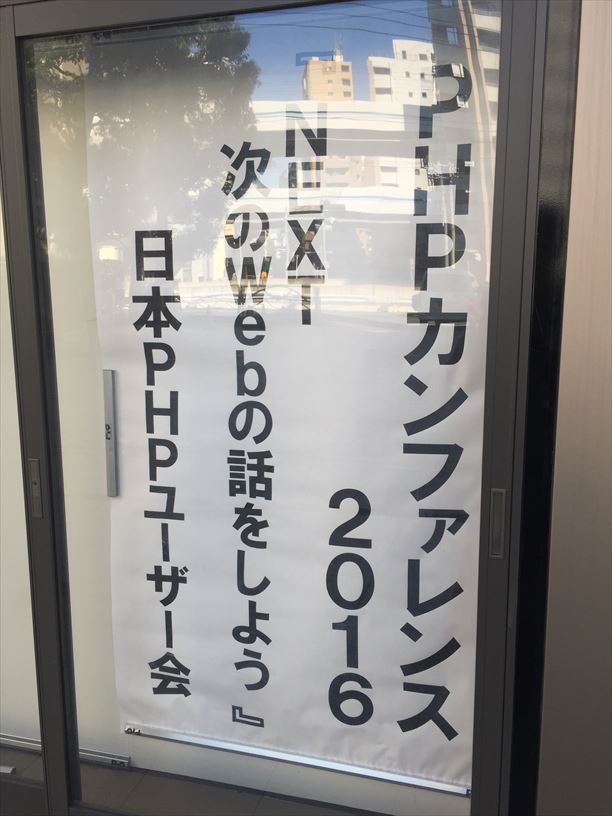 PHPカンファレンス
2016
NEXT
次のWebの話をしよう』
日本PHPユーザー会